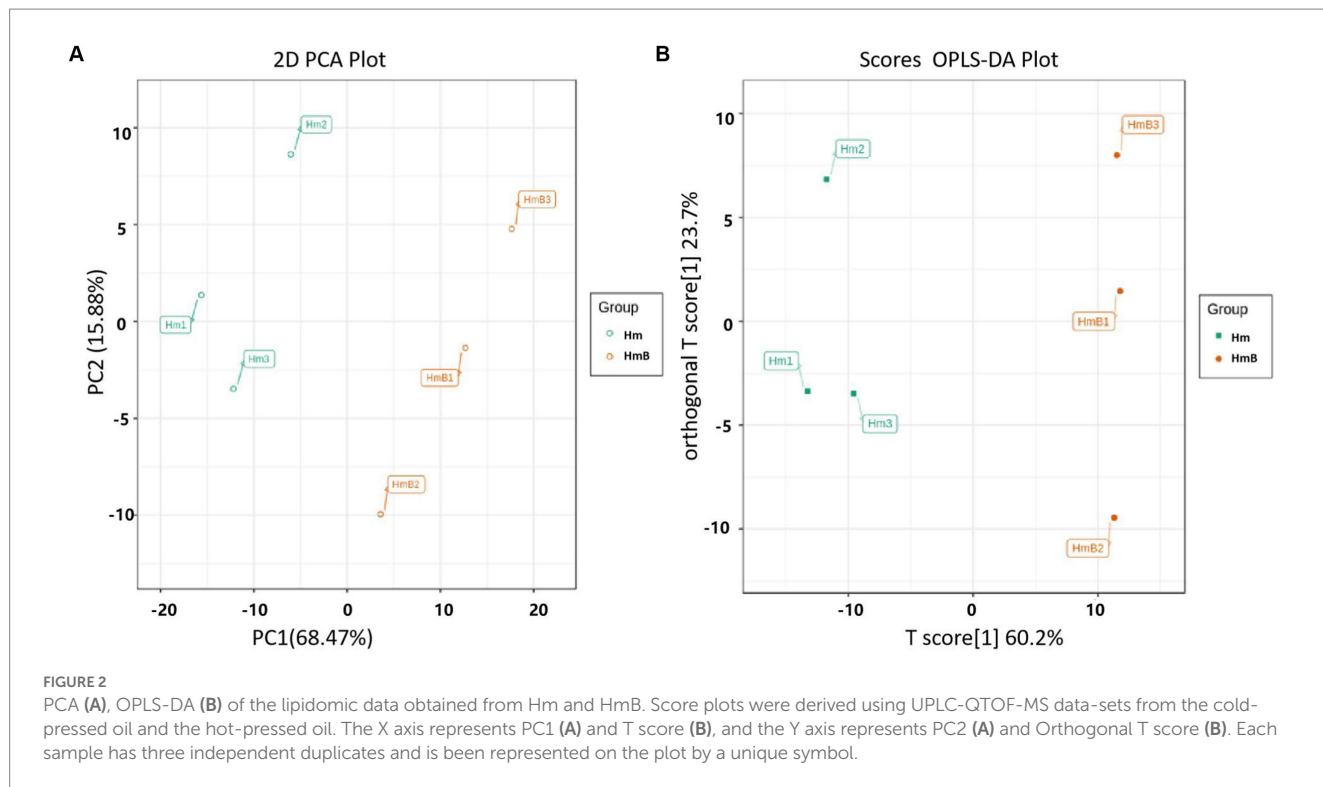 A
2D PCA Plot
10
5
0
-5
-10
-20
-10
0
10
20
PC2 (15.88%)
PC1(68.47%)
Hm2
HmB3
Hm1
Hm3
HmB1
HmB2
Group
Hm
HmB
B
Scores OPLS-DA Plot
10
5
0
-5
-10
-10
0
10
orthogonal T score[1] 23.7%
T score[1] 60.2%
HmB3
Hm2
HmB1
Hm1
Hm3
HmB2
Group
Hm
HmB
FIGURE 2
PCA (A), OPLS-DA (B) of the lipidomic data obtained from Hm and HmB. Score plots were derived using UPLC-QTOF-MS data-sets from the cold-
pressed oil and the hot-pressed oil. The X axis represents PC1 (A) and T score (B), and the Y axis represents PC2 (A) and Orthogonal T score (B). Each
sample has three independent duplicates and is been represented on the plot by a unique symbol.